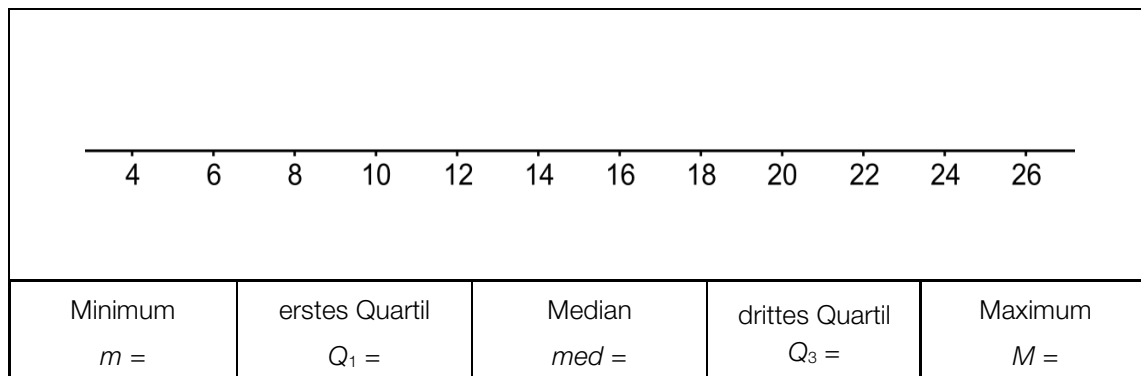 4 6 8 10 12 14 16 18 20 22 24 26
Minimum erstes Quartil Median drittes Quartil Maximum
m = Q₁ = med = Q₃ = M =